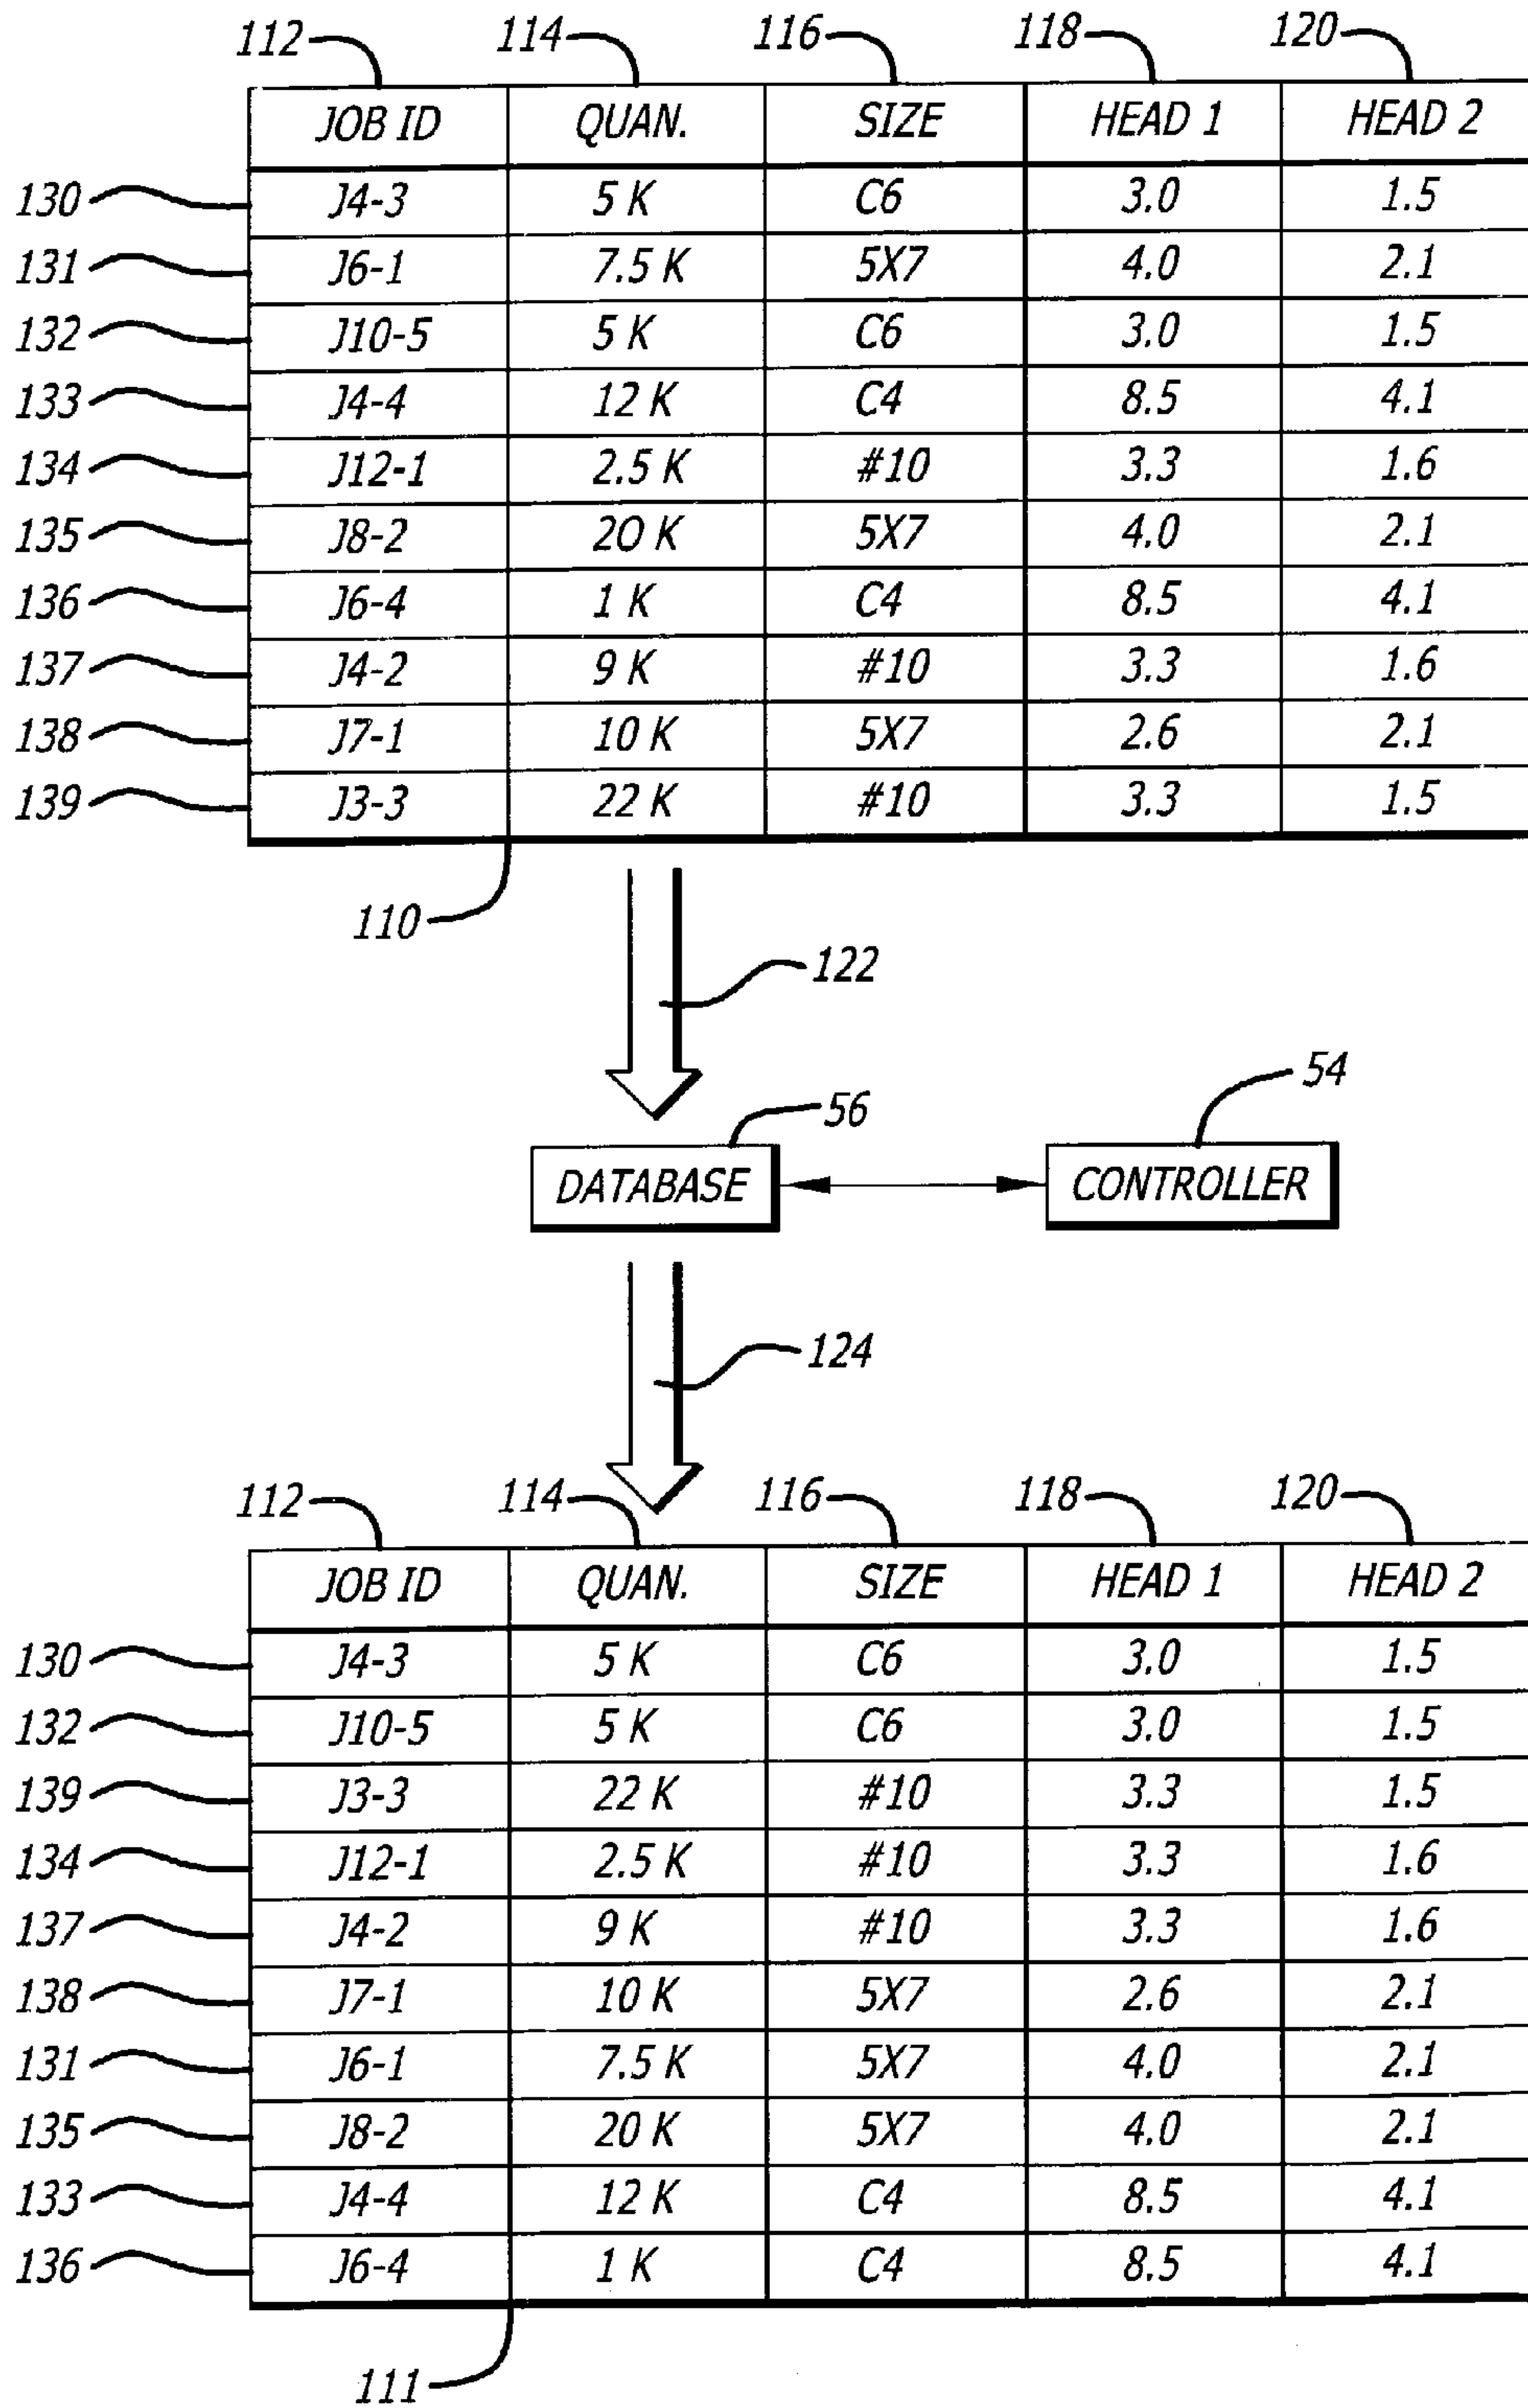 112 114 116 118 120
JOB ID QUAN. SIZE HEAD 1 HEAD 2
130 J4-3 5 K C6 3.0 1.5
131 J6-1 7.5 K 5X7 4.0 2.1
132 J10-5 5 K C6 3.0 1.5
133 J4-4 12 K C4 8.5 4.1
134 J12-1 2.5 K #10 3.3 1.6
135 J8-2 20 K 5X7 4.0 2.1
136 J6-4 1 K C4 8.5 4.1
137 J4-2 9 K #10 3.3 1.6
138 J7-1 10 K 5X7 2.6 2.1
139 J3-3 22 K #10 3.3 1.5
110
122
54
56
DATABASE CONTROLLER
124
112 114 116 118 120
JOB ID QUAN. SIZE HEAD 1 HEAD 2
130 J4-3 5 K C6 3.0 1.5
132 J10-5 5 K C6 3.0 1.5
139 J3-3 22 K #10 3.3 1.5
134 J12-1 2.5 K #10 3.3 1.6
137 J4-2 9 K #10 3.3 1.6
138 J7-1 10 K 5X7 2.6 2.1
131 J6-1 7.5 K 5X7 4.0 2.1
135 J8-2 20 K 5X7 4.0 2.1
133 J4-4 12 K C4 8.5 4.1
136 J6-4 1 K C4 8.5 4.1
111